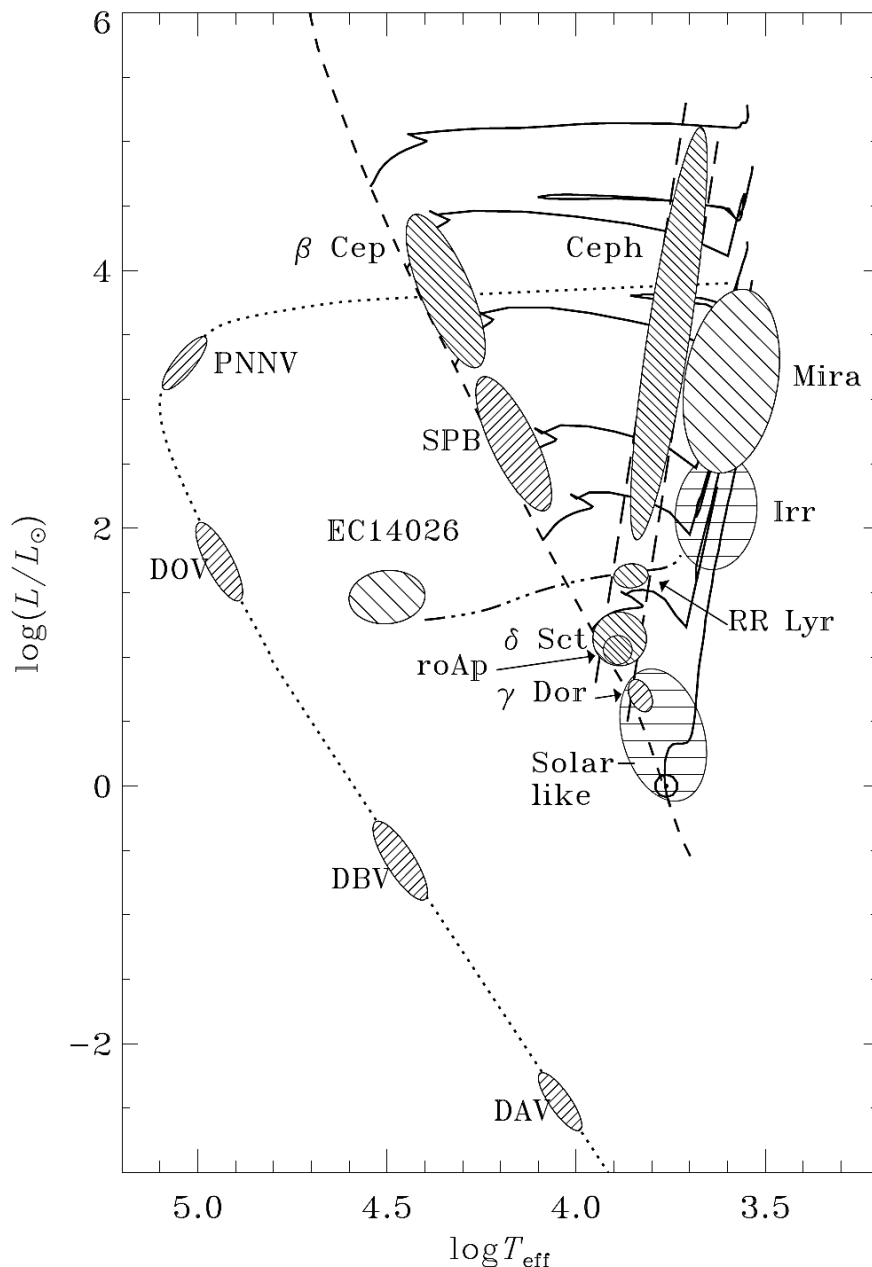 6
β Cep
Ceph
4
PNNV
Mira
SPB
Irr
2
EC14026
DOV
RR Lyr
δ Sct
roAp
γ Dor
Solar
like
0
DBV
−2
DAV
log(L/L☉)
5.0
4.5
4.0
3.5
log Teff